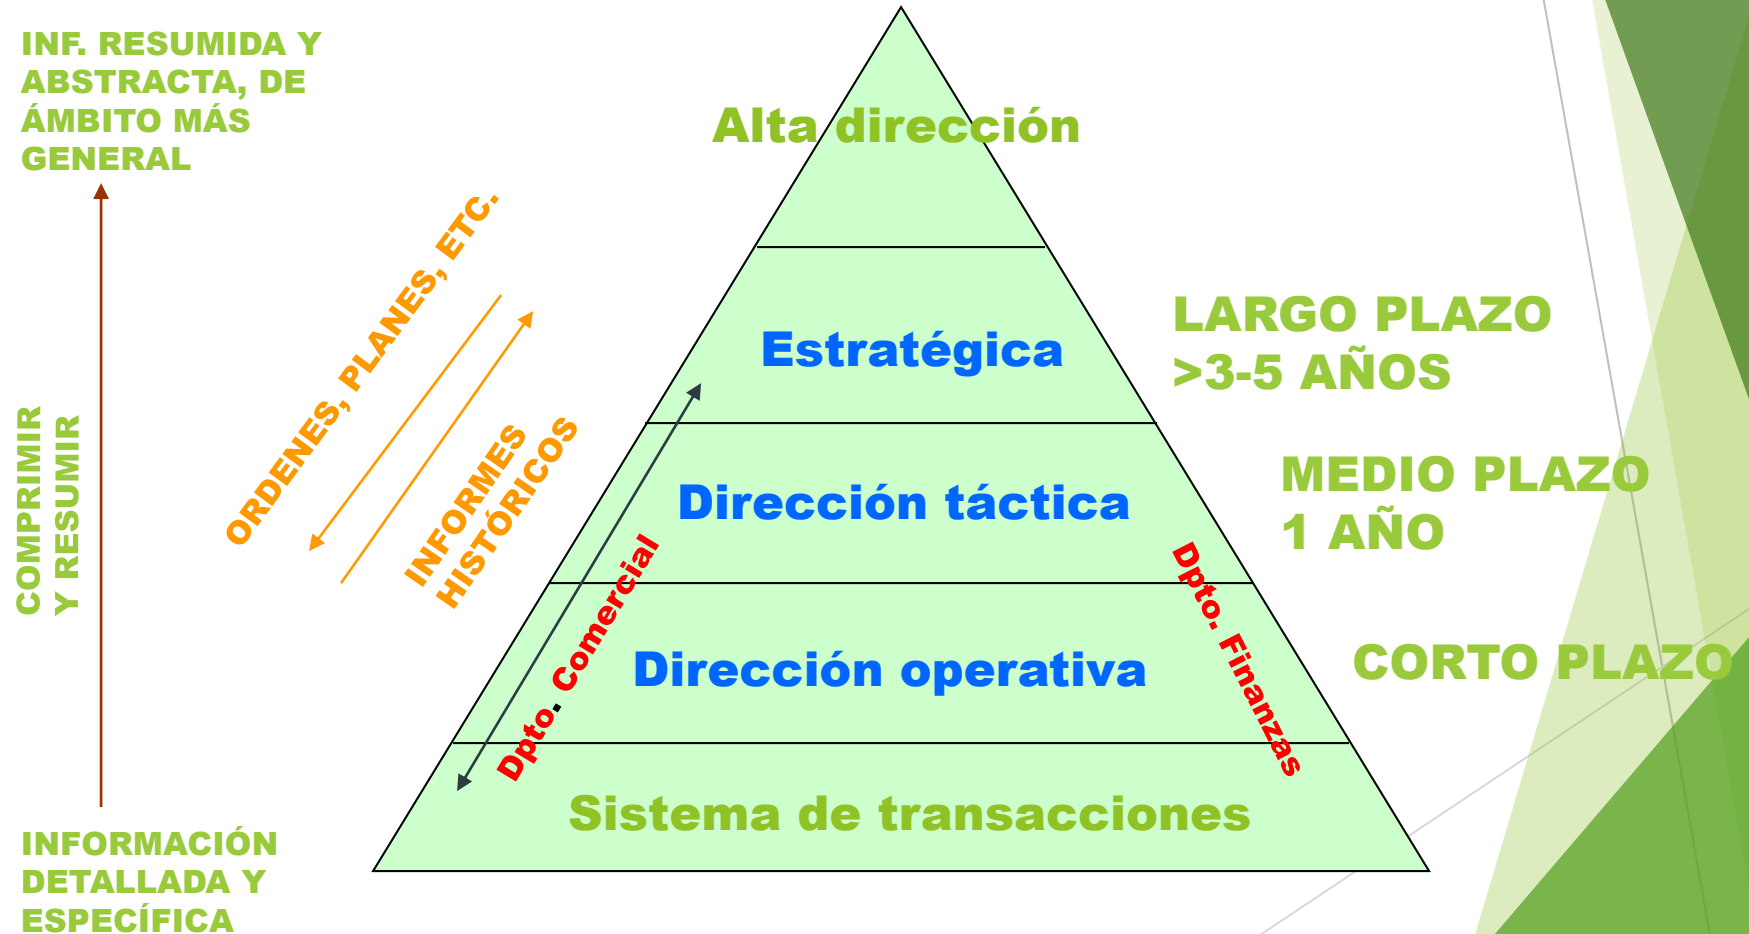 INF. RESUMIDA Y
ABSTRACTA, DE
ÁMBITO MÁS
GENERAL
COMPRIMIR
Y RESUMIR
INFORMACIÓN
DETALLADA Y
ESPECÍFICA
ORDENES, PLANES, ETC.
INFORMES
HISTÓRICOS
Alta dirección
Estratégica
Dirección táctica
Dirección operativa
Sistema de transacciones
Dpto. Comercial
Dpto. Finanzas
LARGO PLAZO
>3-5 AÑOS
MEDIO PLAZO
1 AÑO
CORTO PLAZO